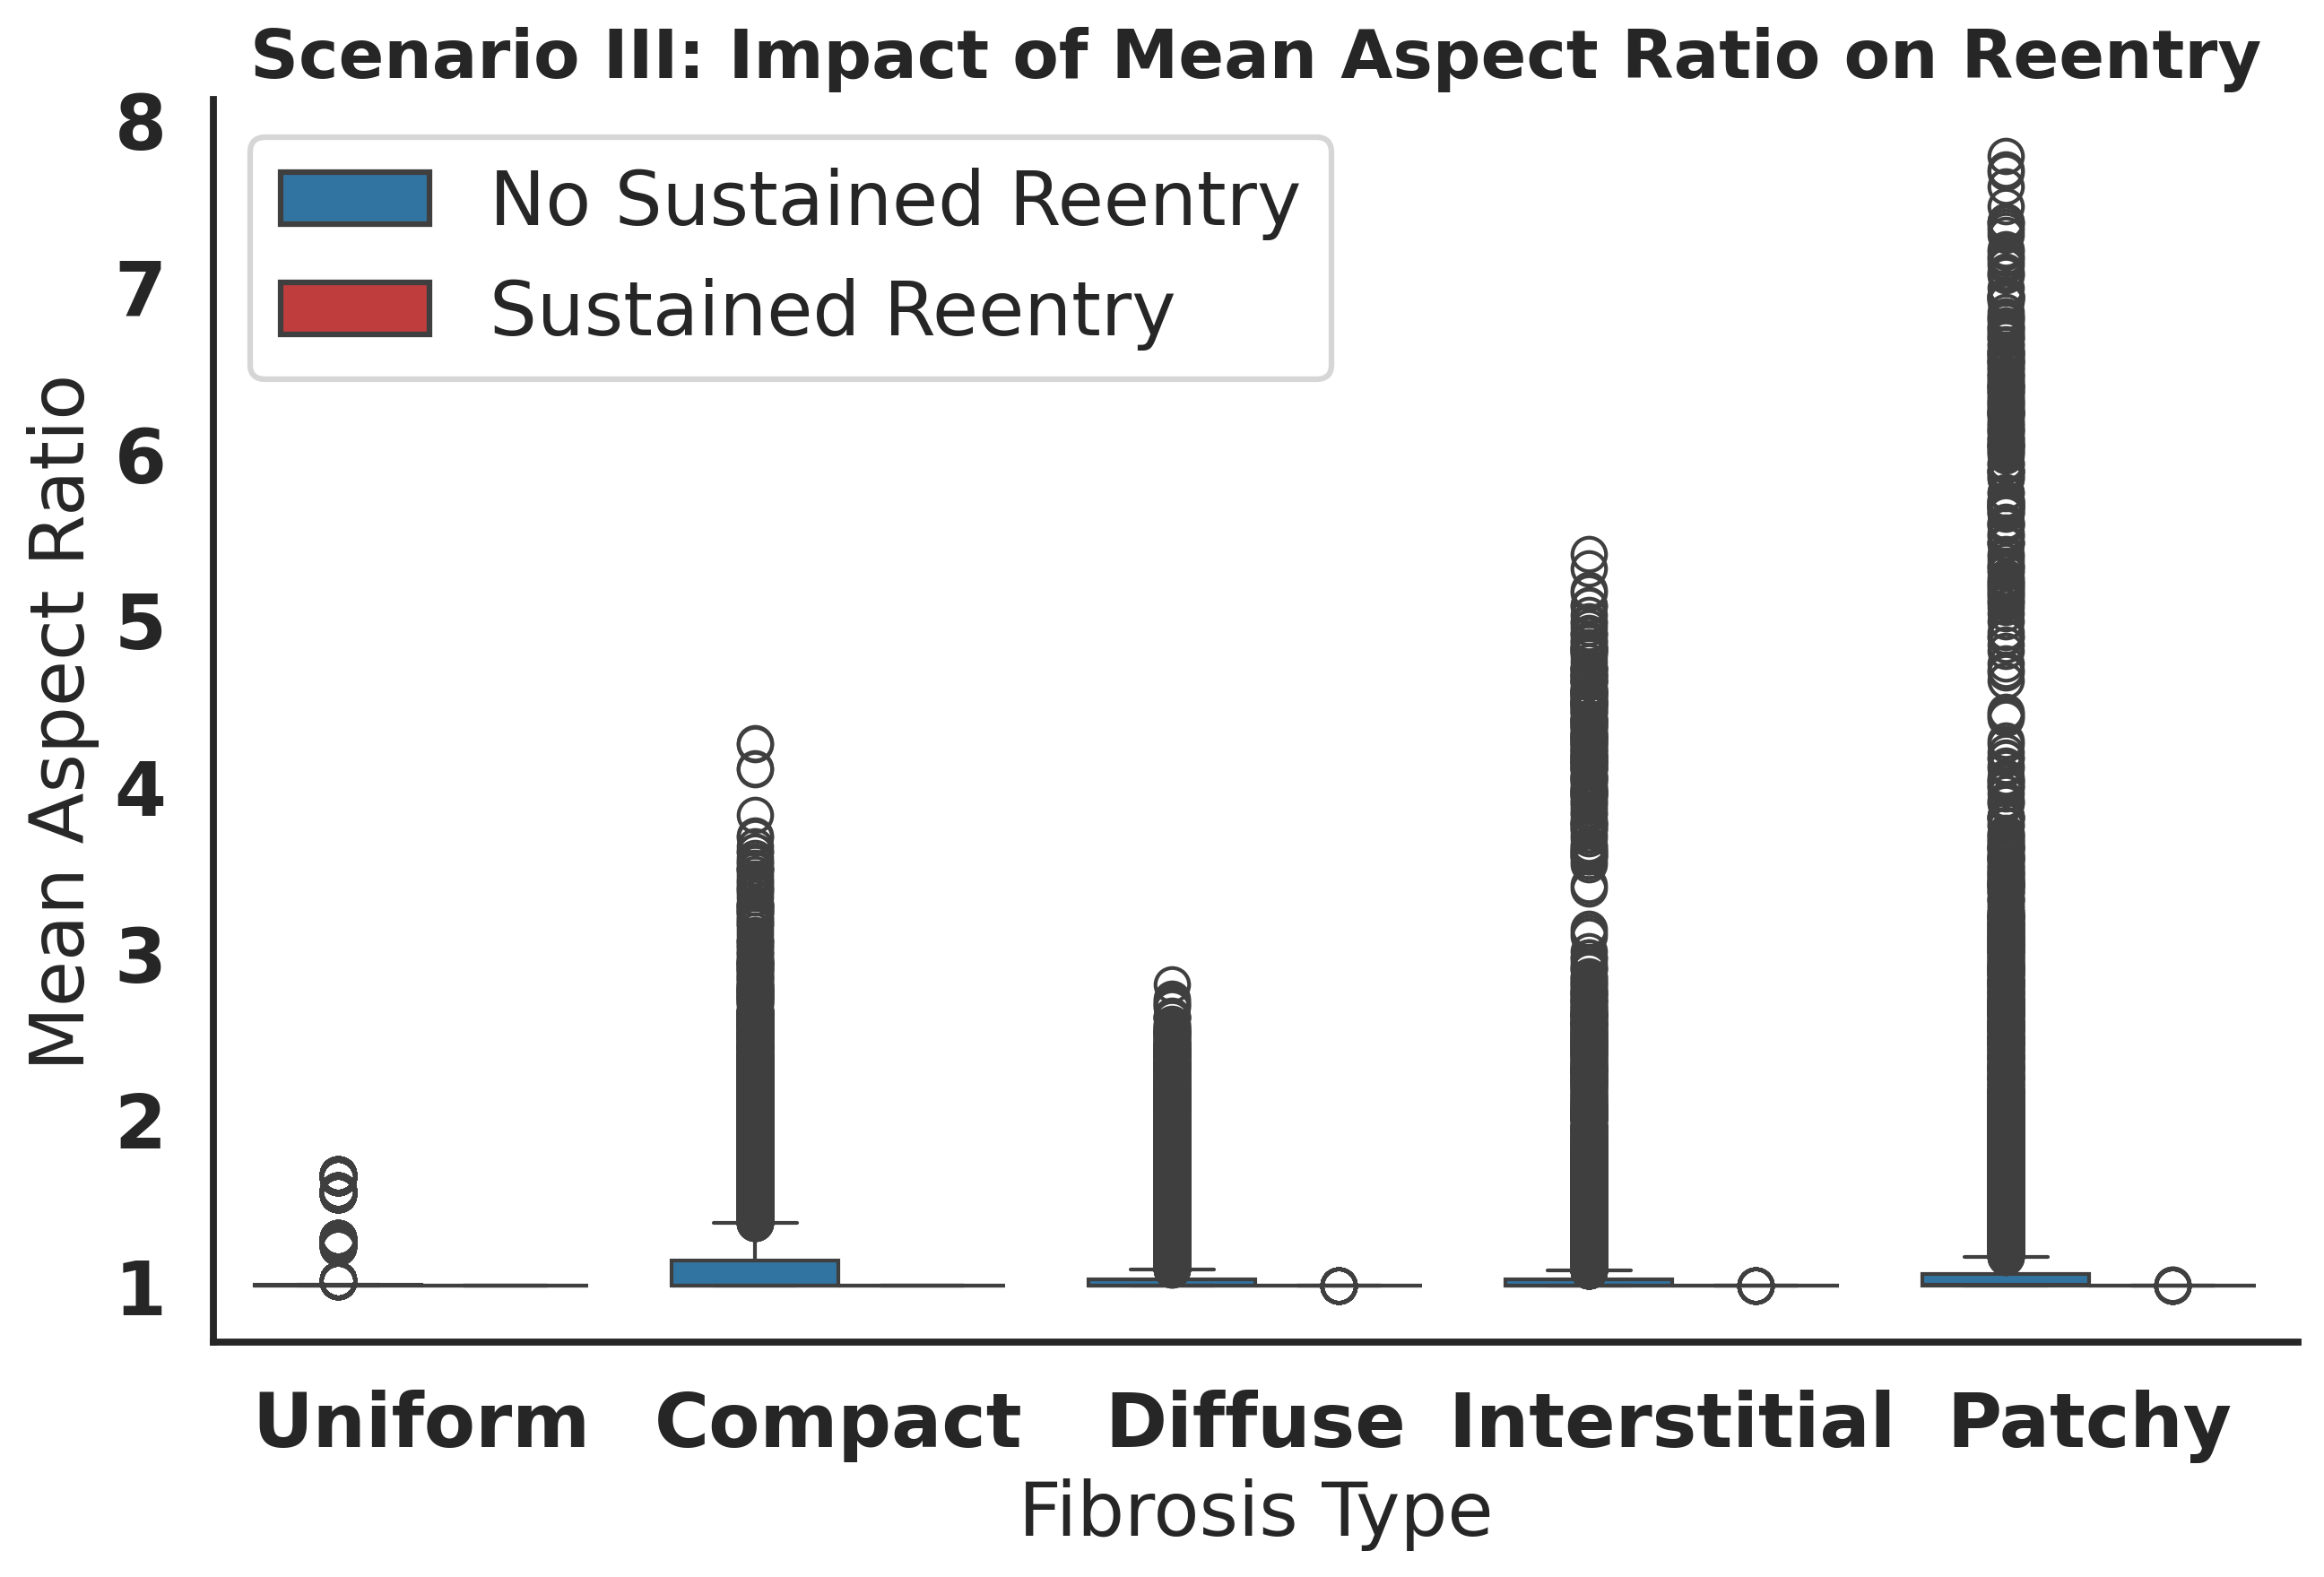 Scenario III: Impact of Mean Aspect Ratio on Reentry
No Sustained Reentry
Sustained Reentry
Mean Aspect Ratio
8
7
6
5
4
3
2
1
Uniform Compact Diffuse Interstitial Patchy
Fibrosis Type